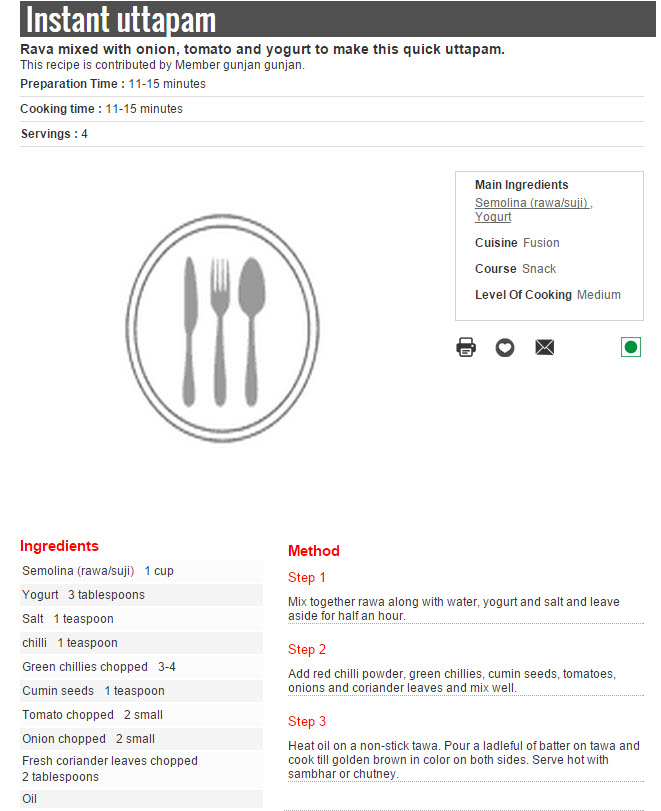 Instant uttapam
Rava mixed with onion, tomato and yogurt to make this quick uttapam.
This recipe is contributed by Member gunjan gunjan.
Preparation Time : 11-15 minutes
Cooking time : 11-15 minutes
Servings : 4
Main Ingredients
Semolina (rawa/suji) ,
Yogurt
Cuisine Fusion
Course Snack
Level Of Cooking Medium
Ingredients
Semolina (rawa/suji) 1 cup
Yogurt 3 tablespoons
Salt 1 teaspoon
chilli 1 teaspoon
Green chillies chopped 3-4
Cumin seeds 1 teaspoon
Tomato chopped 2 small
Onion chopped 2 small
Fresh coriander leaves chopped
2 tablespoons
Oil
Method
Step 1
Mix together rawa along with water, yogurt and salt and leave
aside for half an hour.
Step 2
Add red chilli powder, green chillies, cumin seeds, tomatoes,
onions and coriander leaves and mix well.
Step 3
Heat oil on a non-stick tawa. Pour a ladleful of batter on tawa and
cook till golden brown in color on both sides. Serve hot with
sambhar or chutney.